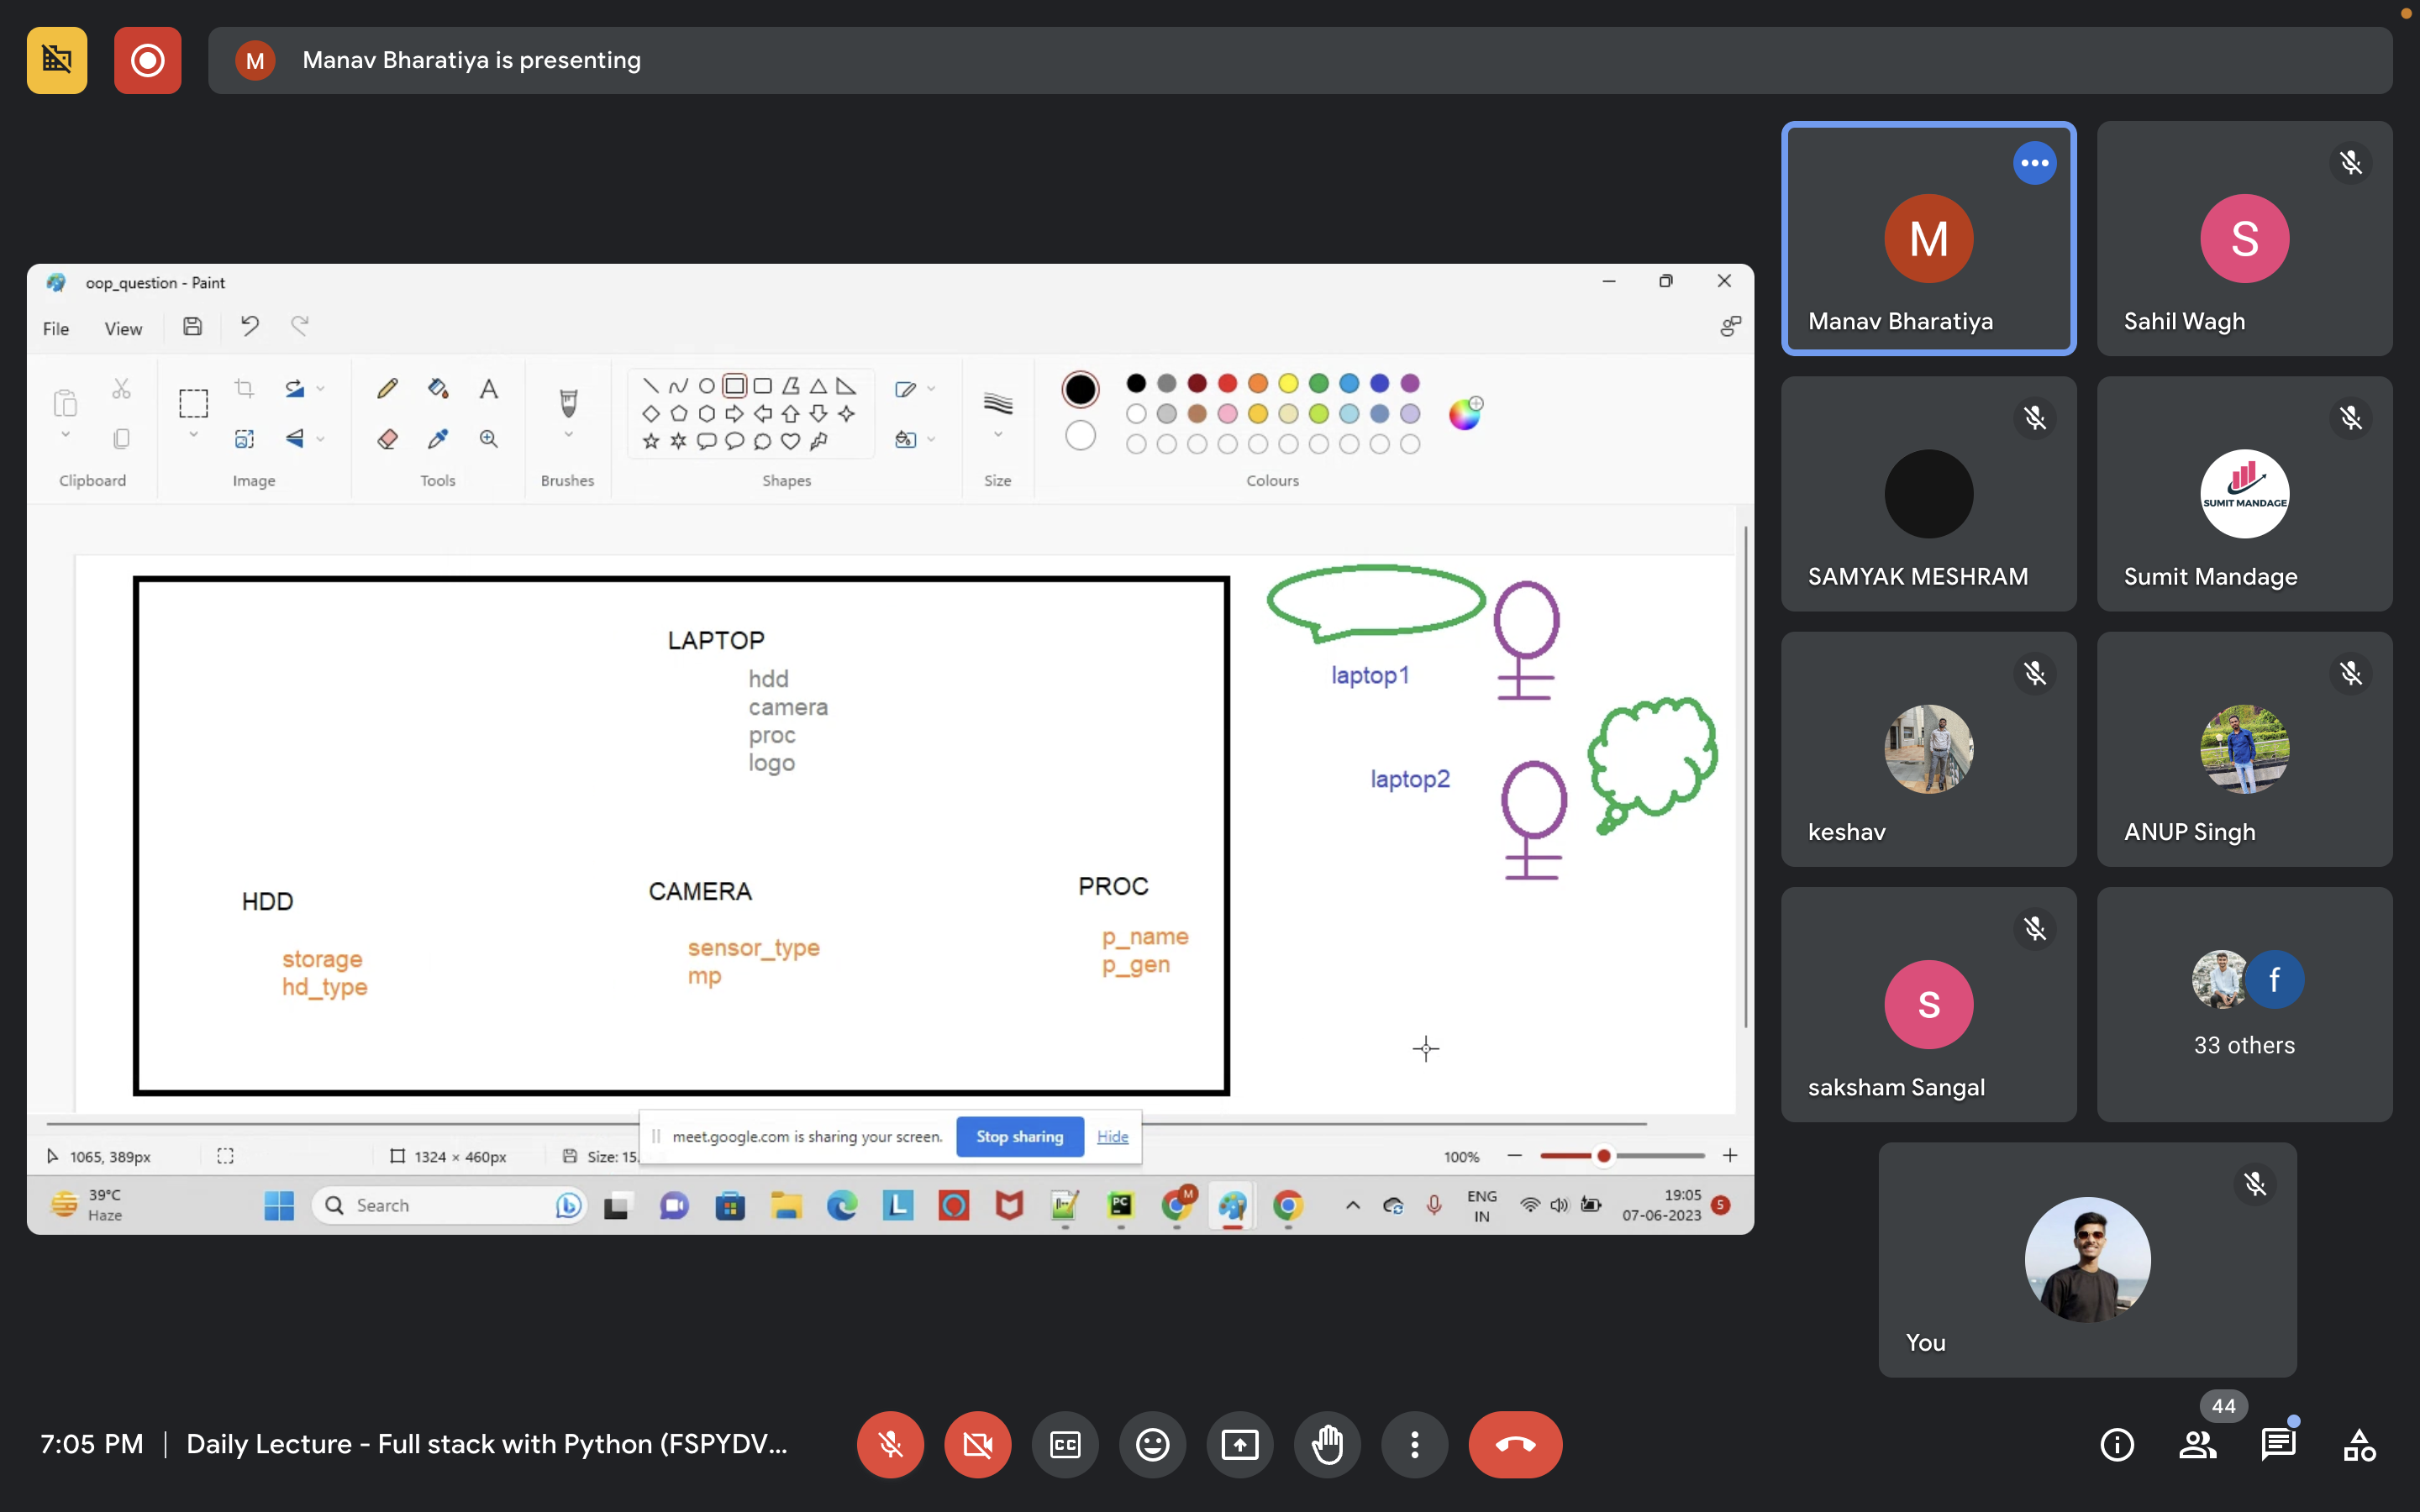 M Manav Bharatiya is presenting
oop_question - Paint
File View
Clipboard Image Tools Brushes Shapes Size Colours
LAPTOP
hdd
camera
proc
logo
HDD
storage
hd_type
CAMERA
sensor_type
mp
PROC
p_name
p_gen
laptop1
laptop2
meet.google.com is sharing your screen. Stop sharing Hide
1065, 389px 1324 × 460px Size: 15. 100%
39°C
Haze
Search
L
PC
M
ENG
IN
19:05
07-06-2023
5
M
Manav Bharatiya
S
Sahil Wagh
SAMYAK MESHRAM
SUMIT MANDAGE
Sumit Mandage
keshav
ANUP Singh
s
saksham Sangal
f
33 others
You
7:05 PM | Daily Lecture - Full stack with Python (FSPYDV...
CC
44